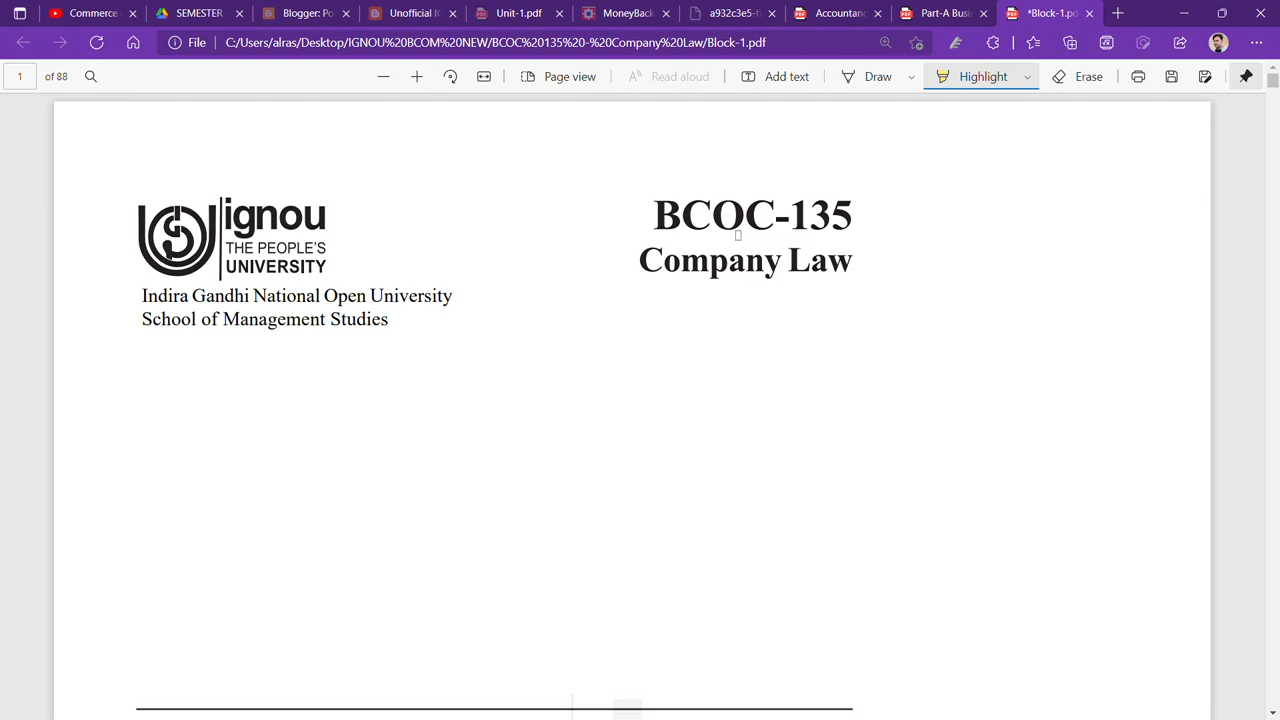 Commerce
SEMESTER
Blogger: Po
Unofficial IG
Unit-1.pdf
MoneyBack
a932c3e5-f
Accountanc
Part-A Busi
*Block-1.pd
File
C:/Users/alras/Desktop/IGNOU%20BCOM%20NEW/BCOC%20135%20-%20Company%20Law/Block-1.pdf
1 of 88
Page view
Read aloud
Add text
Draw
Highlight
Erase
ignou
THE PEOPLE'S
UNIVERSITY
Indira Gandhi National Open University
School of Management Studies
BCOC-135
Company Law